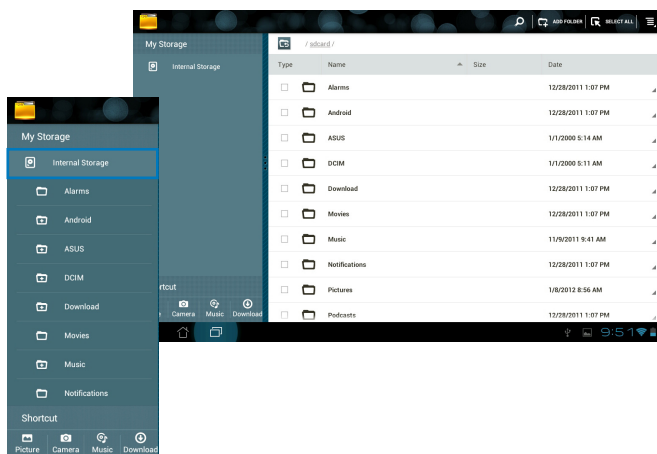 ADD FOLDER SELECT ALL
My Storage
Internal Storage
/ sdcard /
Type Name Size Date
Alarms 12/28/2011 1:07 PM
Android 12/28/2011 1:07 PM
ASUS 1/1/2000 5:14 AM
DCIM 1/1/2000 5:11 AM
Download 12/28/2011 1:07 PM
Movies 12/28/2011 1:07 PM
Music 11/9/2011 9:41 AM
Notifications 12/28/2011 1:07 PM
Pictures 1/8/2012 8:56 AM
Podcasts 12/28/2011 1:07 PM
rtcut
e Camera Music Download
9:51
My Storage
Internal Storage
Alarms
Android
ASUS
DCIM
Download
Movies
Music
Notifications
Shortcut
Picture Camera Music Download